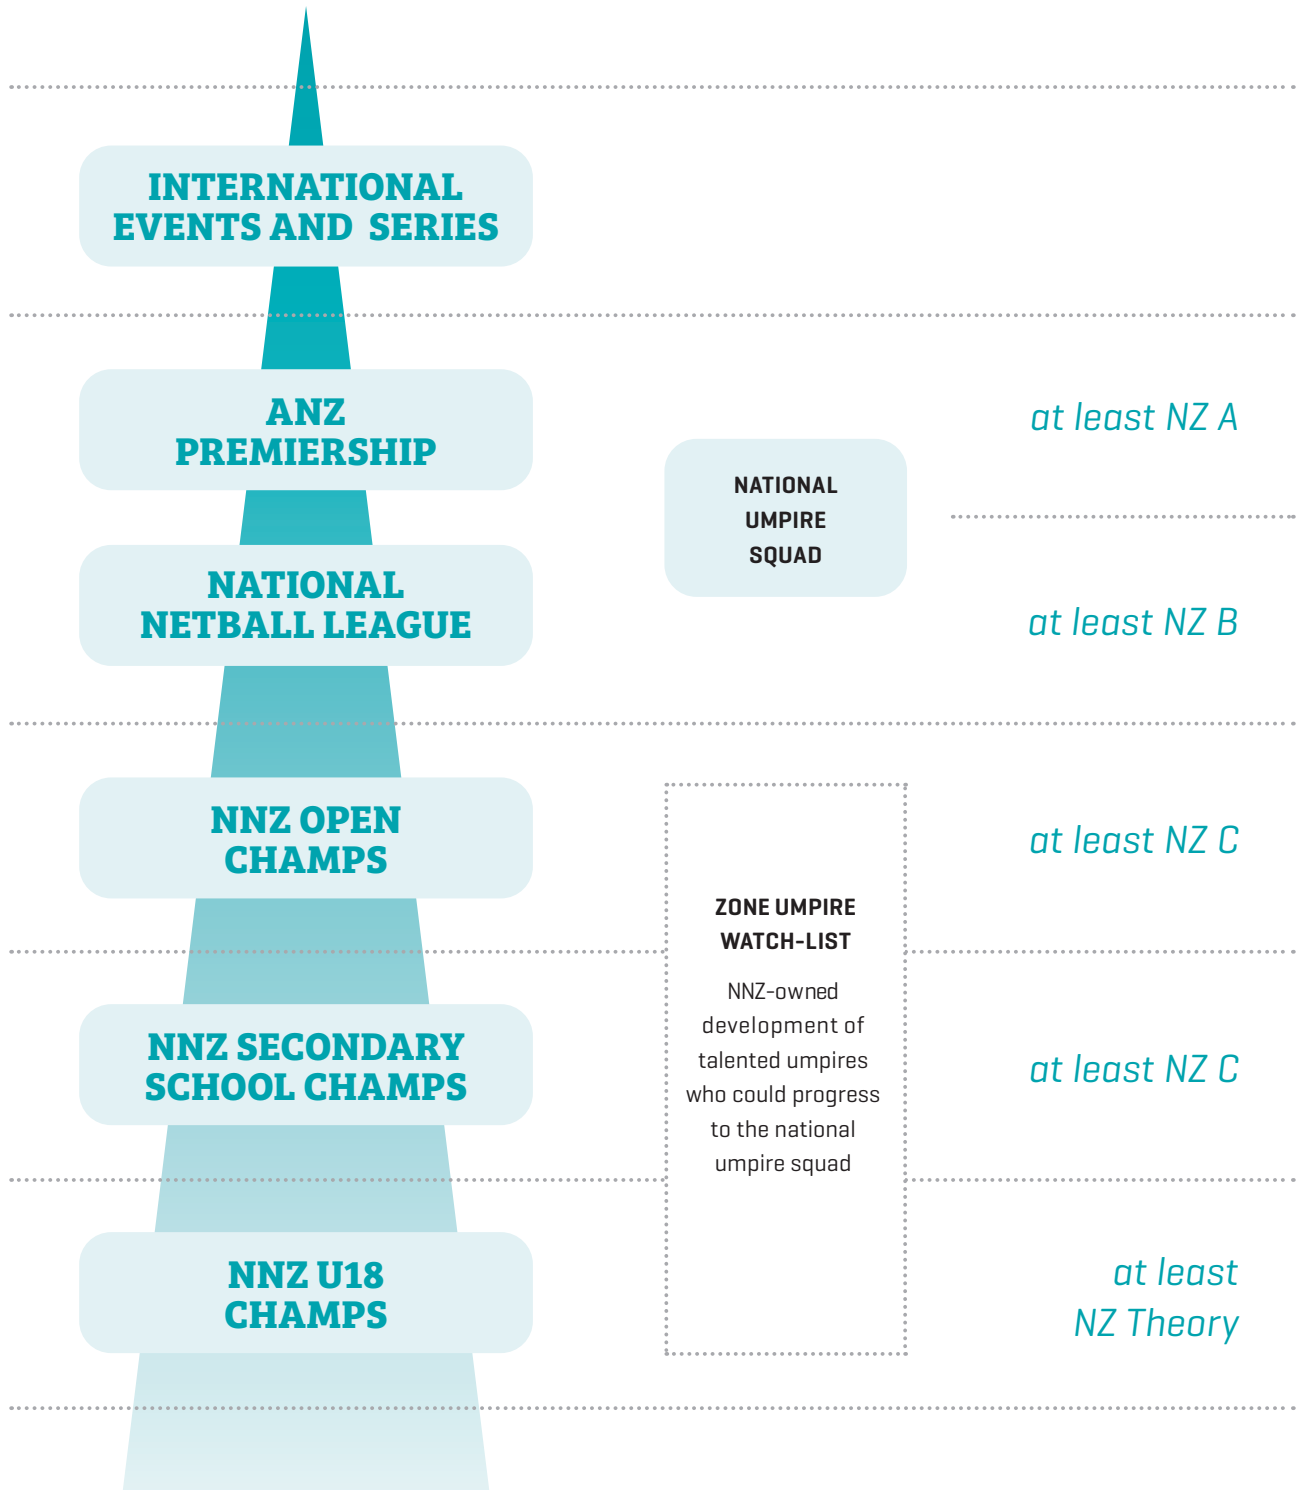 INTERNATIONAL
EVENTS AND SERIES
ANZ
PREMIERSHIP
at least NZ A
NATIONAL
UMPIRE
SQUAD
NATIONAL
NETBALL LEAGUE
at least NZ B
NNZ OPEN
CHAMPS
at least NZ C
ZONE UMPIRE
WATCH-LIST
NNZ-owned
development of
talented umpires
who could progress
to the national
umpire squad
NNZ SECONDARY
SCHOOL CHAMPS
at least NZ C
NNZ U18
CHAMPS
at least
NZ Theory